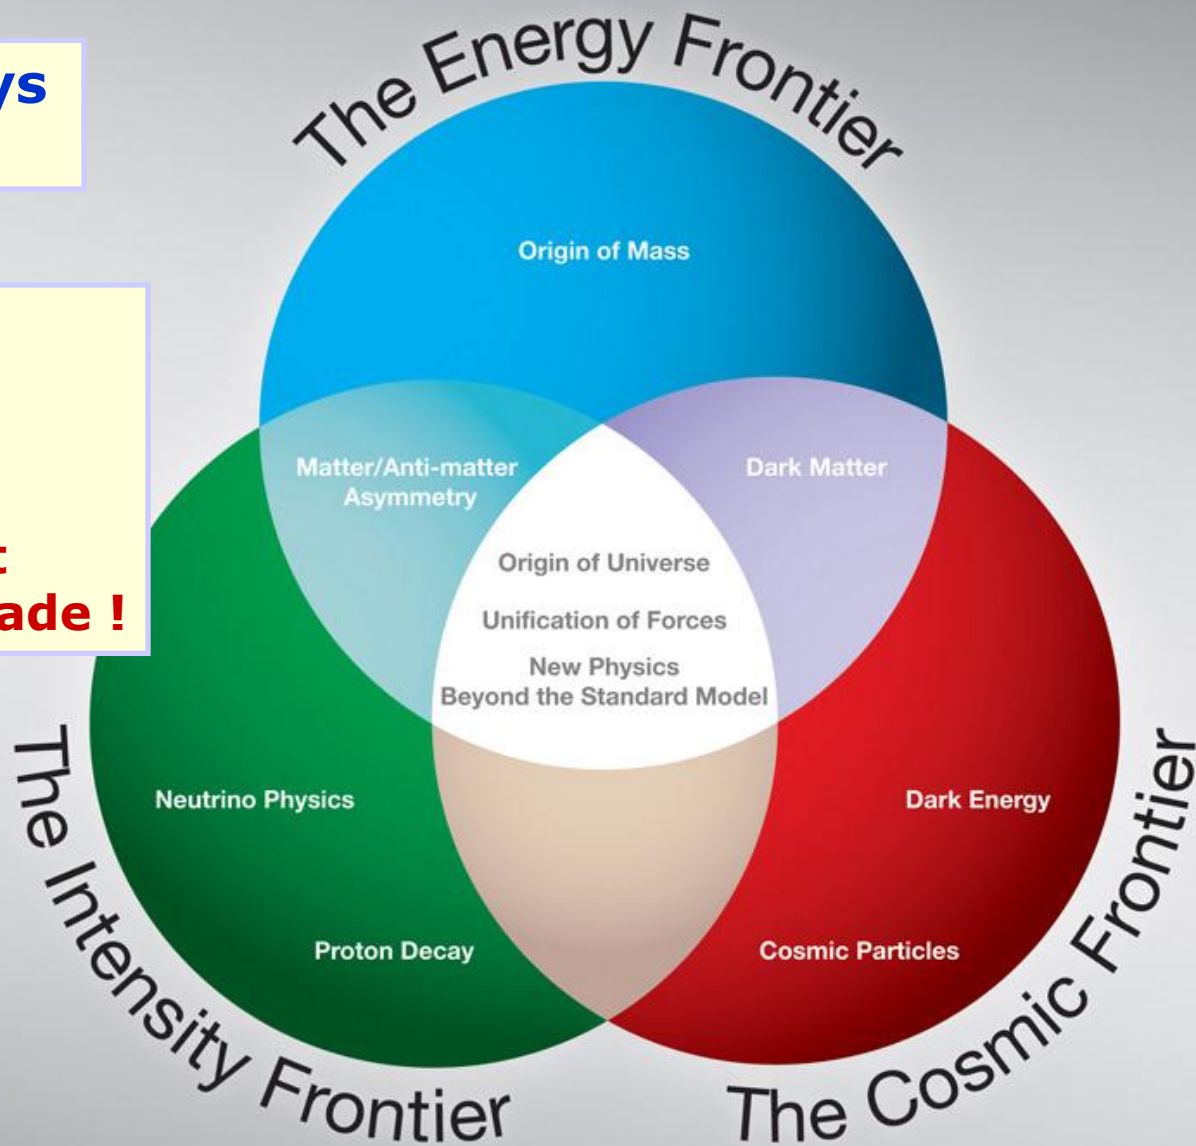 The Energy Frontier
Origin of Mass
Matter/Anti-matter
Asymmetry
Dark Matter
Origin of Universe
Unification of Forces
New Physics
Beyond the Standard Model
Neutrino Physics
Dark Energy
Proton Decay
Cosmic Particles
The Intensity Frontier
The Cosmic Frontier